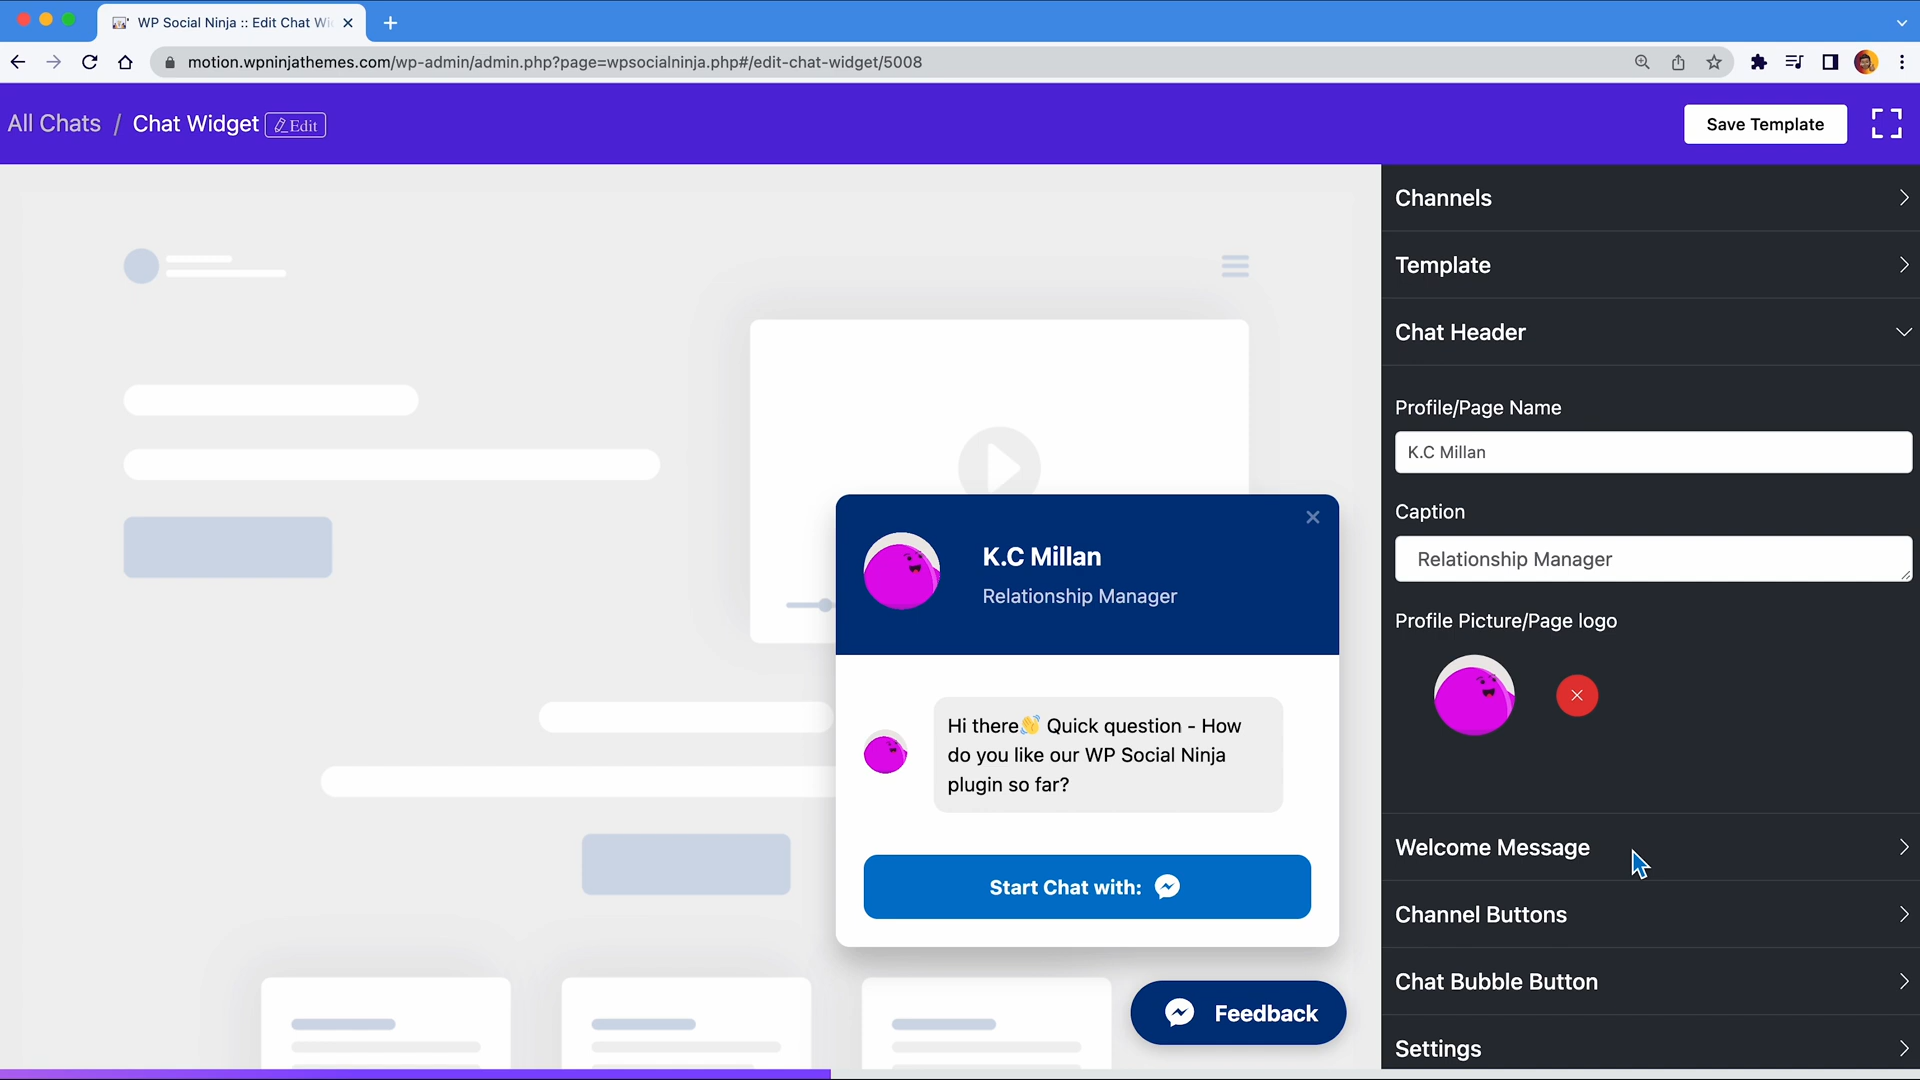 WP Social Ninja :: Edit Chat Wi
motion.wpninjathemes.com/wp-admin/admin.php?page=wpsocialninja.php#/edit-chat-widget/5008
All Chats / Chat Widget Edit
Save Template
Channels
Template
Chat Header
Profile/Page Name
K.C Millan
Caption
Relationship Manager
Profile Picture/Page logo
Welcome Message
Channel Buttons
Chat Bubble Button
Settings
K.C Millan
Relationship Manager
Hi there👋 Quick question - How
do you like our WP Social Ninja
plugin so far?
Start Chat with:
Feedback